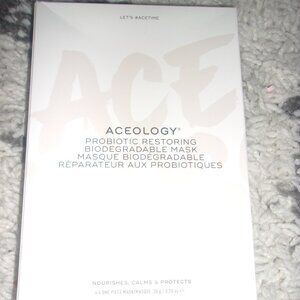 LET'S #ACETIME
ACE
ACEOLOGY®
PROBIOTIC RESTORING
BIODEGRADABLE MASK
MASQUE BIODÉGRADABLE
RÉPARATEUR AUX PROBIOTIQUES
NOURISHES, CALMS & PROTECTS